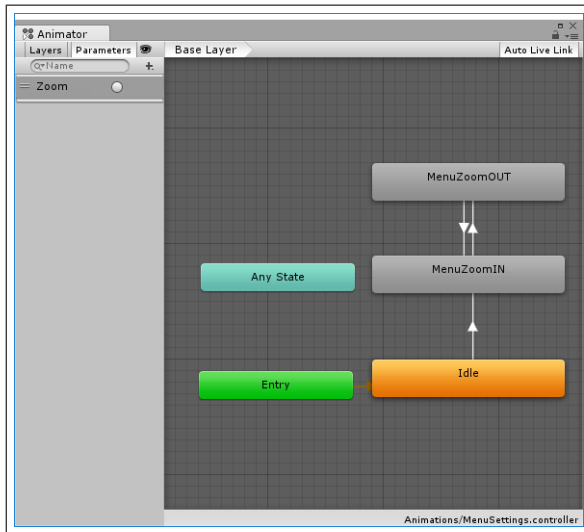 Animator
Layers Parameters Base Layer Auto Live Link
Name
Zoom
MenuZoomOUT
MenuZoomIN
Any State
Idle
Entry
Animations/MenuSettings.controller